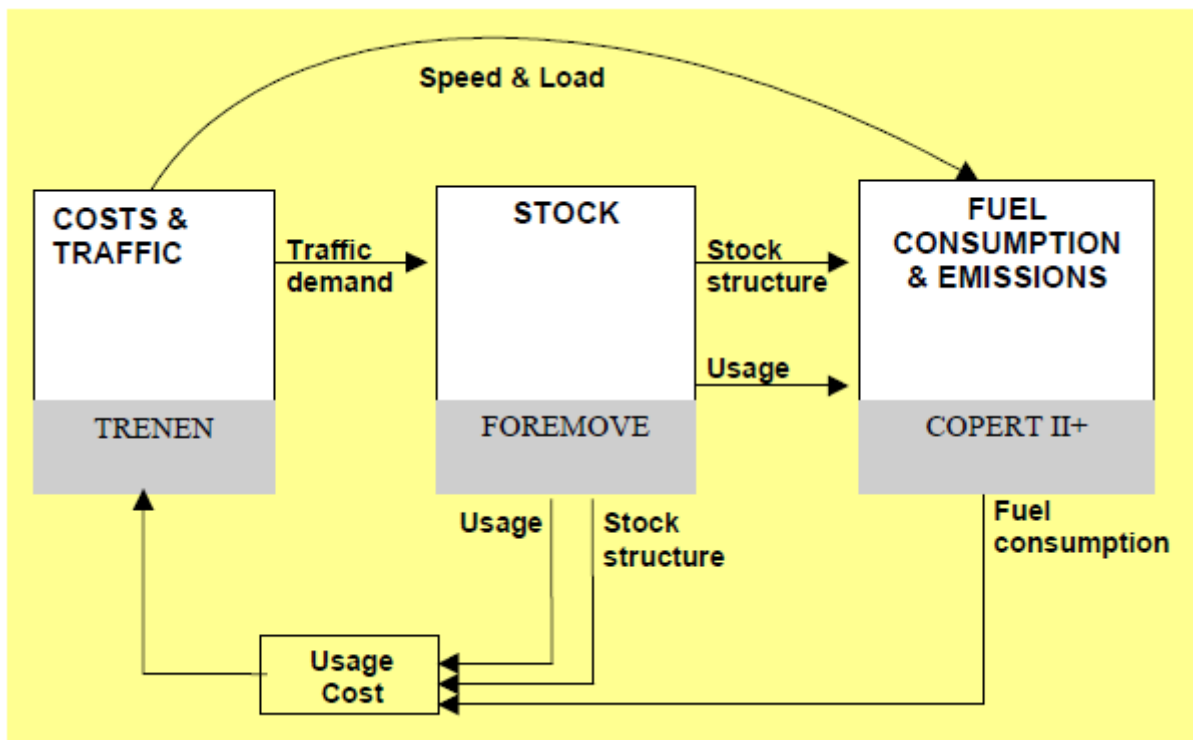 Speed & Load
COSTS &
TRAFFIC
Traffic
demand
STOCK
Stock
structure
Usage
FUEL
CONSUMPTION
& EMISSIONS
TRENEN
FOREMOVE
COPERT II+
Usage
Stock
structure
Fuel
consumption
Usage
Cost